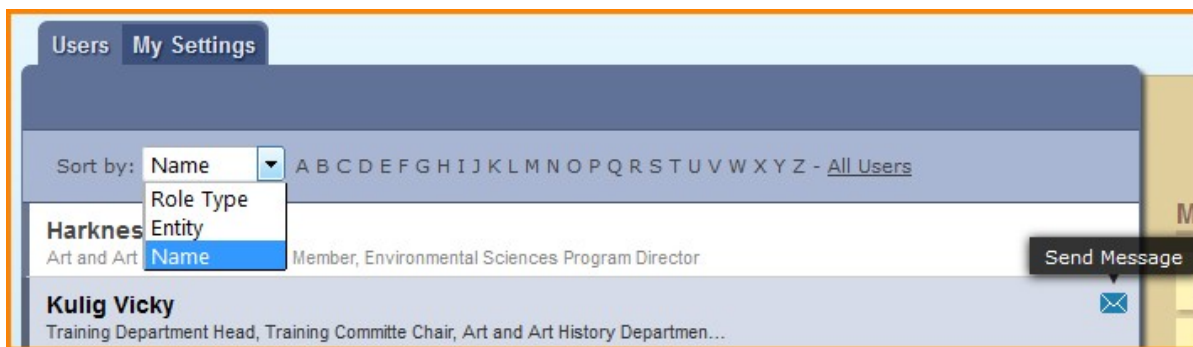 Users My Settings
Sort by: Name A B C D E F G H I J K L M N O P Q R S T U V W X Y Z - All Users
Role Type
Entity
Name
Harknes
Art and Art Member, Environmental Sciences Program Director
Send Message
Kulig Vicky
Training Department Head, Training Committe Chair, Art and Art History Departmen...
M